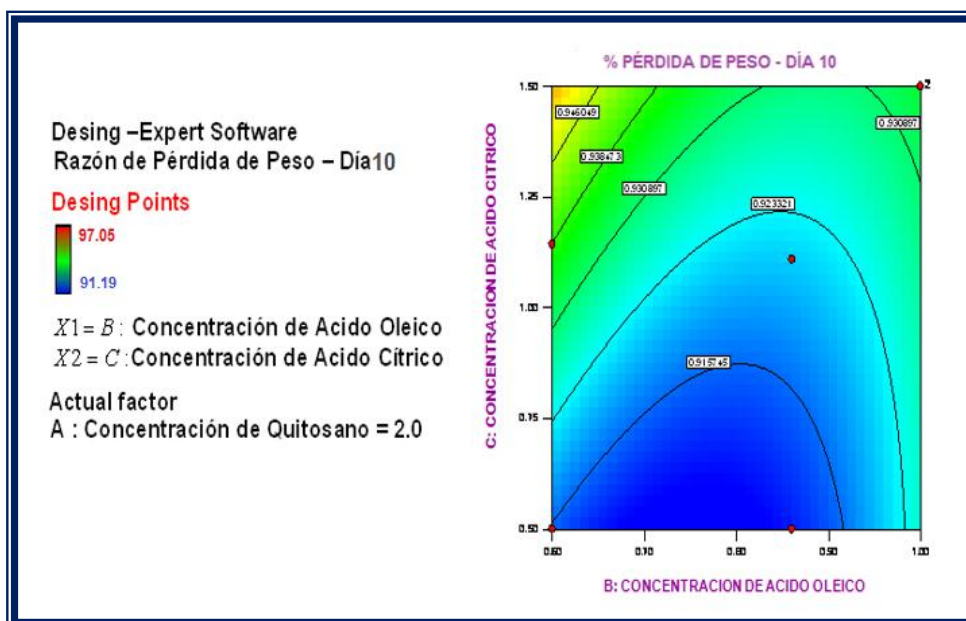 Desing –Expert Software
Razón de Pérdida de Peso – Día10
Desing Points
97.05
91.19
X1 = B : Concentración de Acido Oleico
X2 = C :Concentración de Acido Cítrico
Actual factor
A : Concentración de Quitosano = 2.0
% PÉRDIDA DE PESO - DÍA 10
C: CONCENTRACION DE ACIDO CITRICO
1.50
1.25
1.00
0.75
0.50
2
0.946049
0.938473
0.930897
0.930897
0.923321
0.915745
0.60
0.70
0.80
0.90
1.00
B: CONCENTRACION DE ACIDO OLEICO